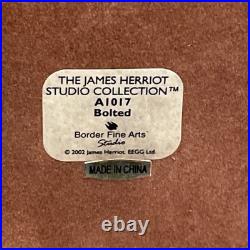 THE JAMES HERRIOT
STUDIO COLLECTION™
A1017
Bolted
Border Fine Arts
Studio
© 2002 James Herriot, EEGG Ltd.
MADE IN CHINA